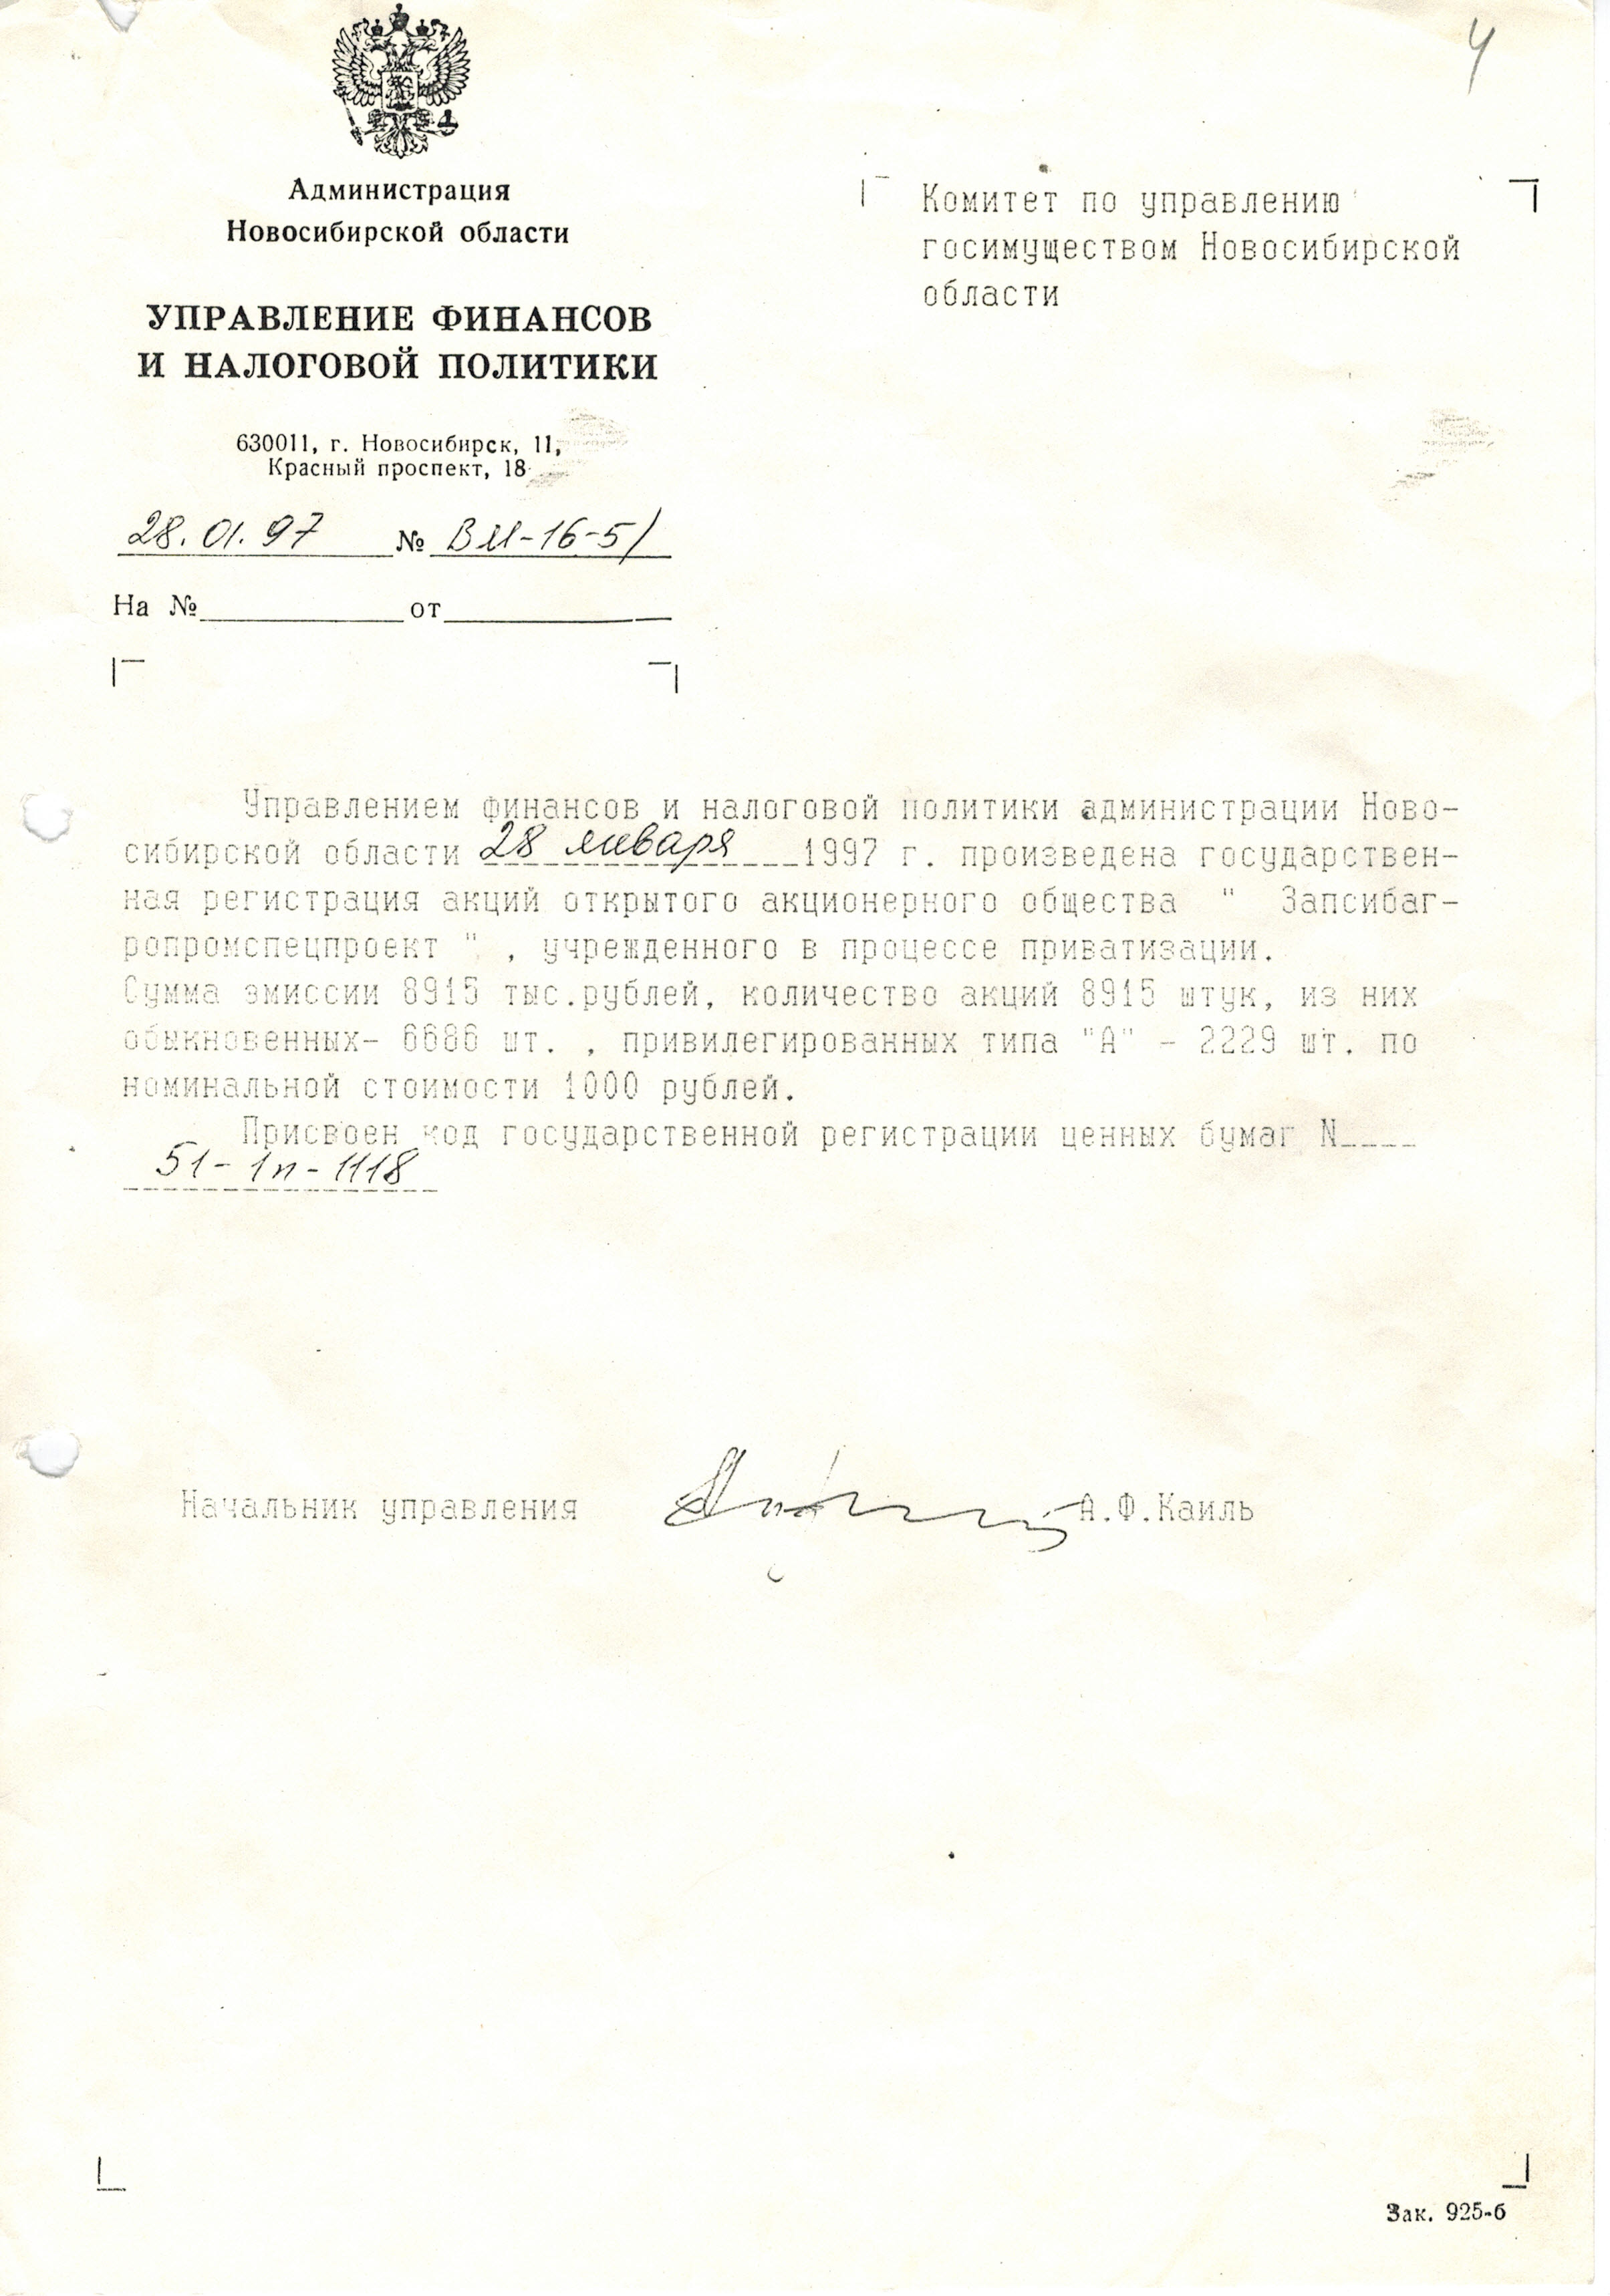 4
Администрация
Новосибирской области
УПРАВЛЕНИЕ ФИНАНСОВ
И НАЛОГОВОЙ ПОЛИТИКИ
630011, г. Новосибирск, 11,
Красный проспект, 18
28.01.97 № ВМ-16-5/
На № от
Комитет по управлению
госимуществом Новосибирской
области
Управлением финансов и налоговой политики администрации Ново-
сибирской области 28 января 1997 г. произведена государствен-
ная регистрация акций открытого акционерного общества " Запсибаг-
ропромспецпроект " , учрежденного в процессе приватизации.
Сумма эмиссии 8915 тыс.рублей, количество акций 8915 штук, из них
обыкновенных- 6686 шт. , привилегированных типа "А" - 2229 шт. по
номинальной стоимости 1000 рублей.
Присвоен код государственной регистрации ценных бумаг N____
51-1п-1118
Начальник управления А.Ф.Каиль
Зак. 925-б